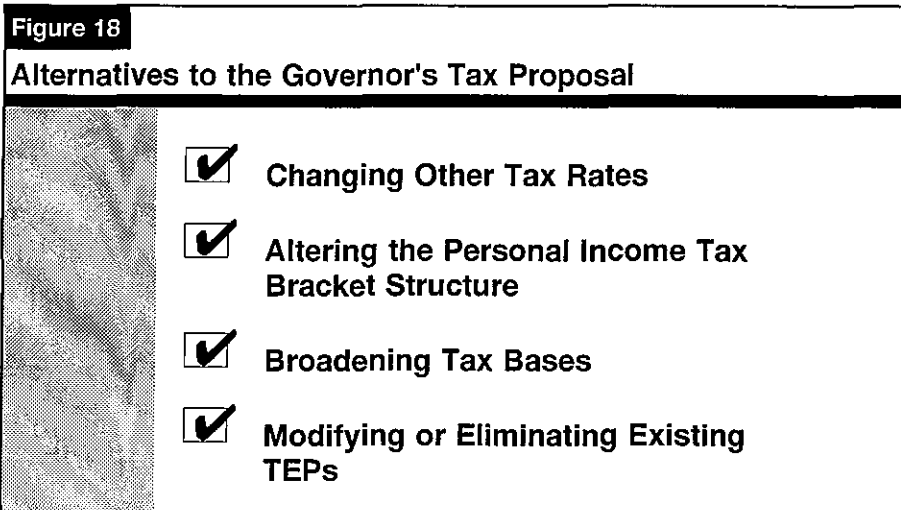 Figure 18
Alternatives to the Governor's Tax Proposal
Changing Other Tax Rates
Altering the Personal Income Tax
Bracket Structure
Broadening Tax Bases
Modifying or Eliminating Existing
TEPs